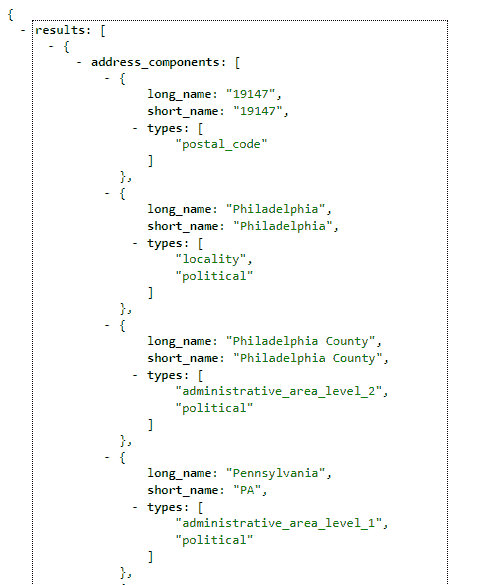 {
- results: [
- {
- address_components: [
- {
long_name: "19147",
short_name: "19147",
- types: [
"postal_code"
]
},
- {
long_name: "Philadelphia",
short_name: "Philadelphia",
- types: [
"locality",
"political"
]
},
- {
long_name: "Philadelphia County",
short_name: "Philadelphia County",
- types: [
"administrative_area_level_2",
"political"
]
},
- {
long_name: "Pennsylvania",
short_name: "PA",
- types: [
"administrative_area_level_1",
"political"
]
},